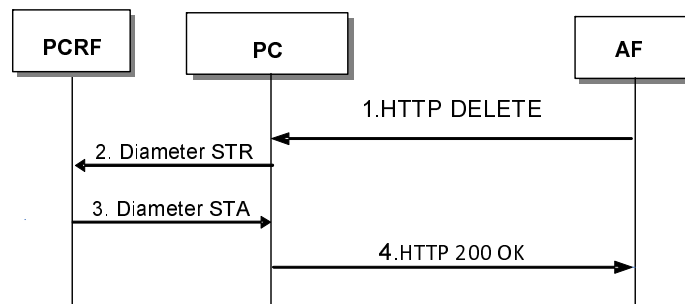 PCRF
PC
AF
1.HTTP DELETE
2. Diameter STR
3. Diameter STA
4.HTTP 200 OK